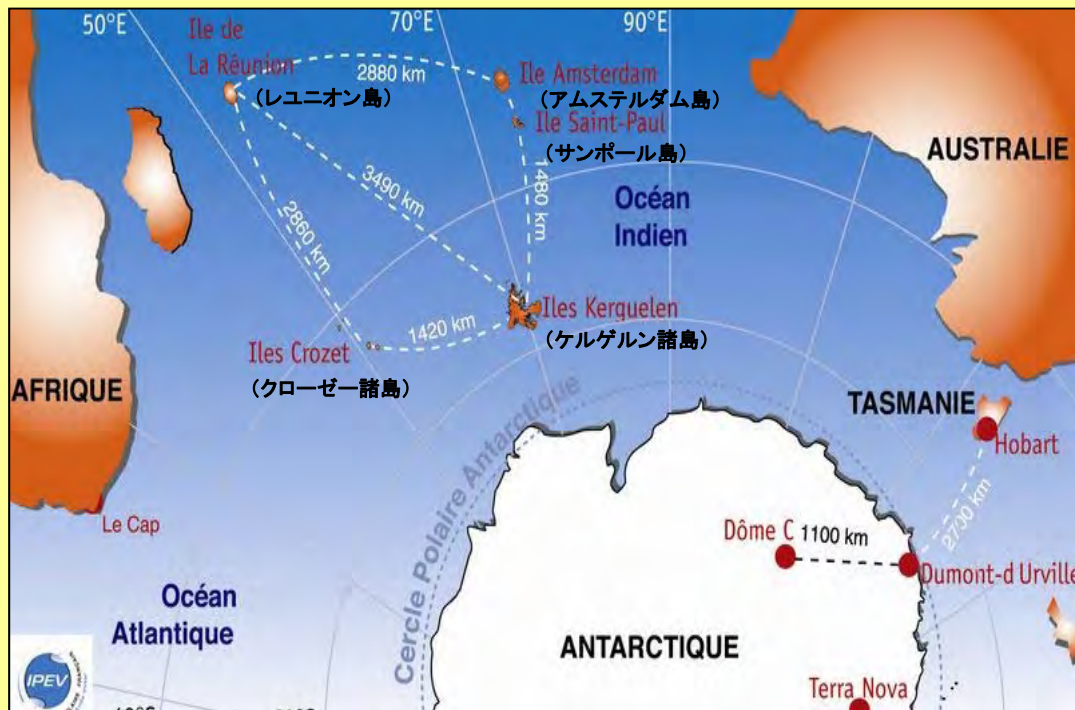 50°E
70°E
90°E
Ile de
La Réunion
(レユニオン島)
2880 km
Ile Amsterdam
(アムステルダム島)
Ile Saint-Paul
(サンポール島)
AUSTRALIE
3490 km
1480 km
2860 km
Océan
Indien
Iles Kerguelen
(ケルゲルン諸島)
1420 km
Iles Crozet
(クローゼー諸島)
AFRIQUE
TASMANIE
Hobart
Cercle Polaire Antarctique
Le Cap
2700 km
Dôme C
1100 km
Dumont-d Urville
Océan
Atlantique
ANTARCTIQUE
IPEV
Terra Nova